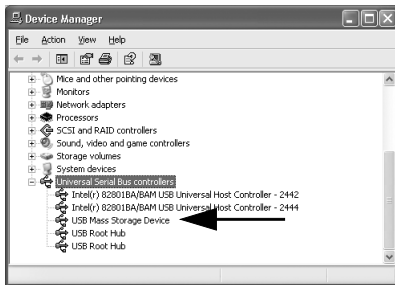 Device Manager
File Action View Help
Mice and other pointing devices
Monitors
Network adapters
Processors
SCSI and RAID controllers
Sound, video and game controllers
Storage volumes
System devices
Universal Serial Bus controllers
Intel(r) 82801BA/BAM USB Universal Host Controller - 2442
Intel(r) 82801BA/BAM USB Universal Host Controller - 2444
USB Mass Storage Device
USB Root Hub
USB Root Hub